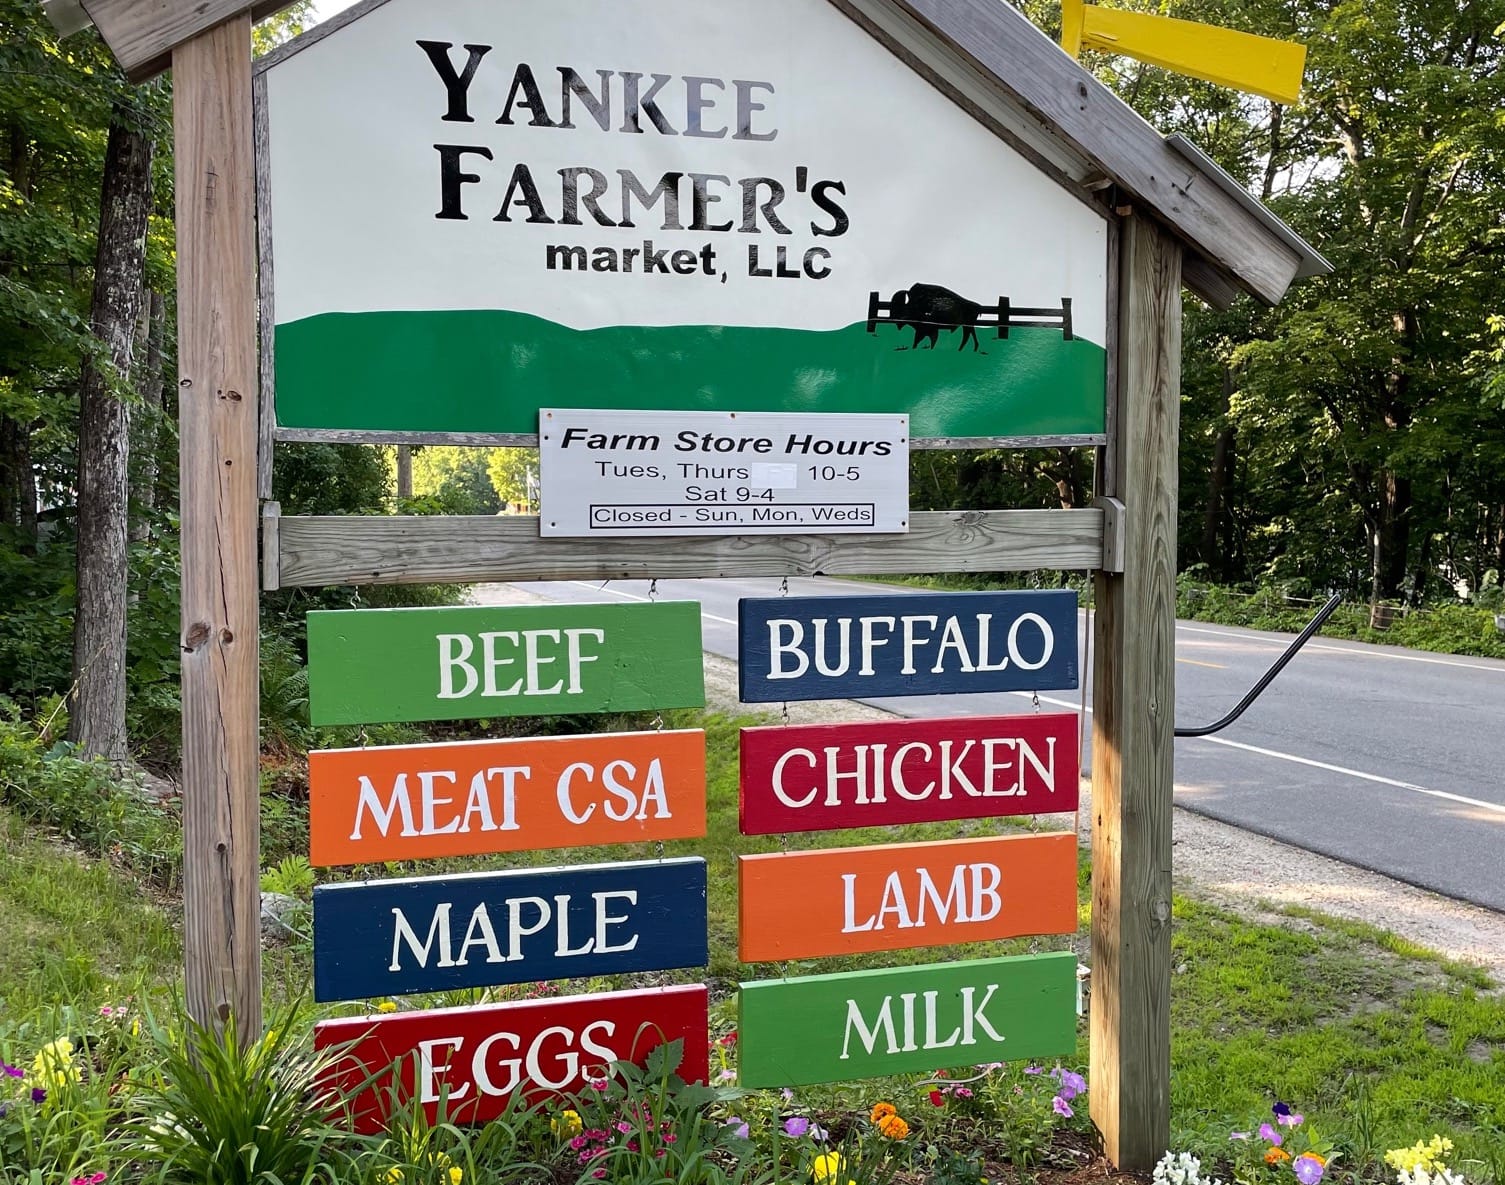 YANKEE
FARMER'S
market, LLC
Farm Store Hours
Tues, Thurs 10-5
Sat 9-4
Closed - Sun, Mon, Weds
BEEF
BUFFALO
MEAT CSA
CHICKEN
MAPLE
LAMB
EGGS
MILK